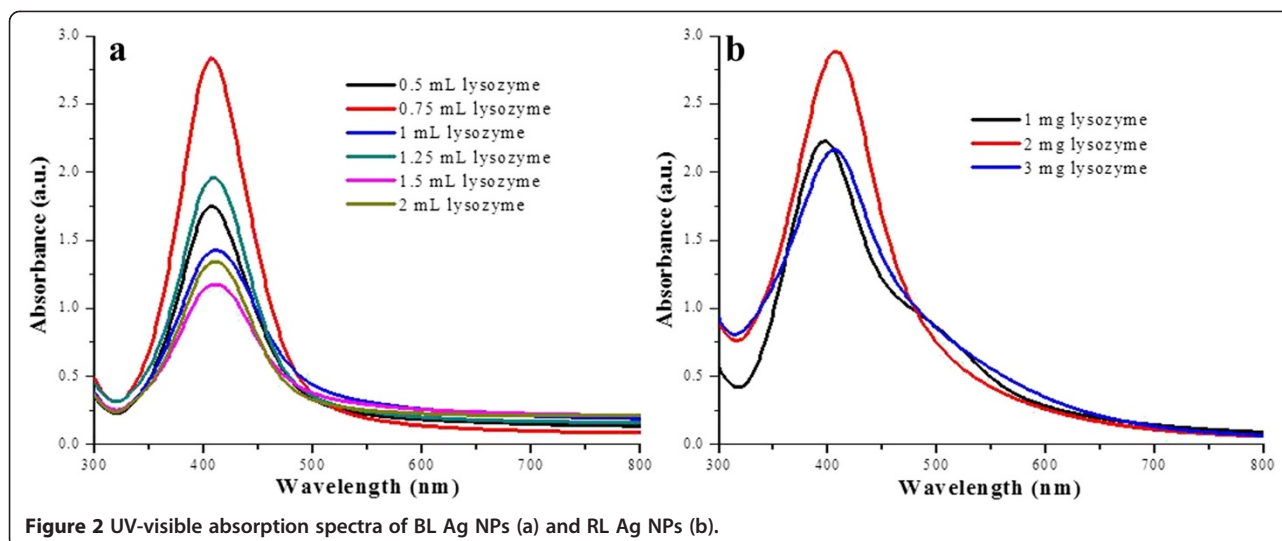 a
3.0
2.5
2.0
1.5
1.0
0.5
0.0
Absorbance (a.u.)
300 400 500 600 700 800
Wavelength (nm)
0.5 mL lysozyme
0.75 mL lysozyme
1 mL lysozyme
1.25 mL lysozyme
1.5 mL lysozyme
2 mL lysozyme
b
3.0
2.5
2.0
1.5
1.0
0.5
0.0
Absorbance (a.u.)
300 400 500 600 700 800
Wavelength (nm)
1 mg lysozyme
2 mg lysozyme
3 mg lysozyme
Figure 2 UV-visible absorption spectra of BL Ag NPs (a) and RL Ag NPs (b).